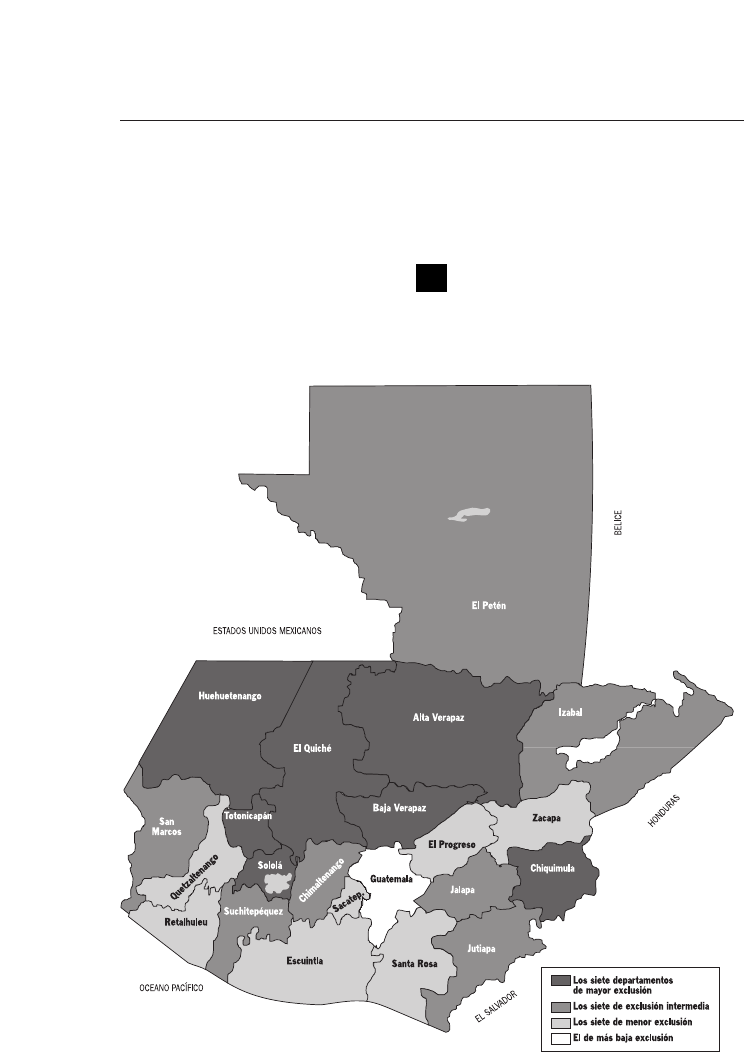 BELICE
El Petén
ESTADOS UNIDOS MEXICANOS
Huehuetenango
Izabal
Alta Verapaz
El Quiché
Baja Verapaz
HONDURAS
Totonicapán
Zacapa
San
Marcos
El Progreso
Quetzaltenango
Sololá
Chimaltenango
Guatemala
Chiquimula
Jalapa
Sacatep.
Suchitepéquez
Retalhuleu
Jutiapa
Escuintla
Santa Rosa
OCEANO PACÍFICO
EL SALVADOR
Los siete departamentos
de mayor exclusión
Los siete de exclusión intermedia
Los siete de menor exclusión
El de más baja exclusión